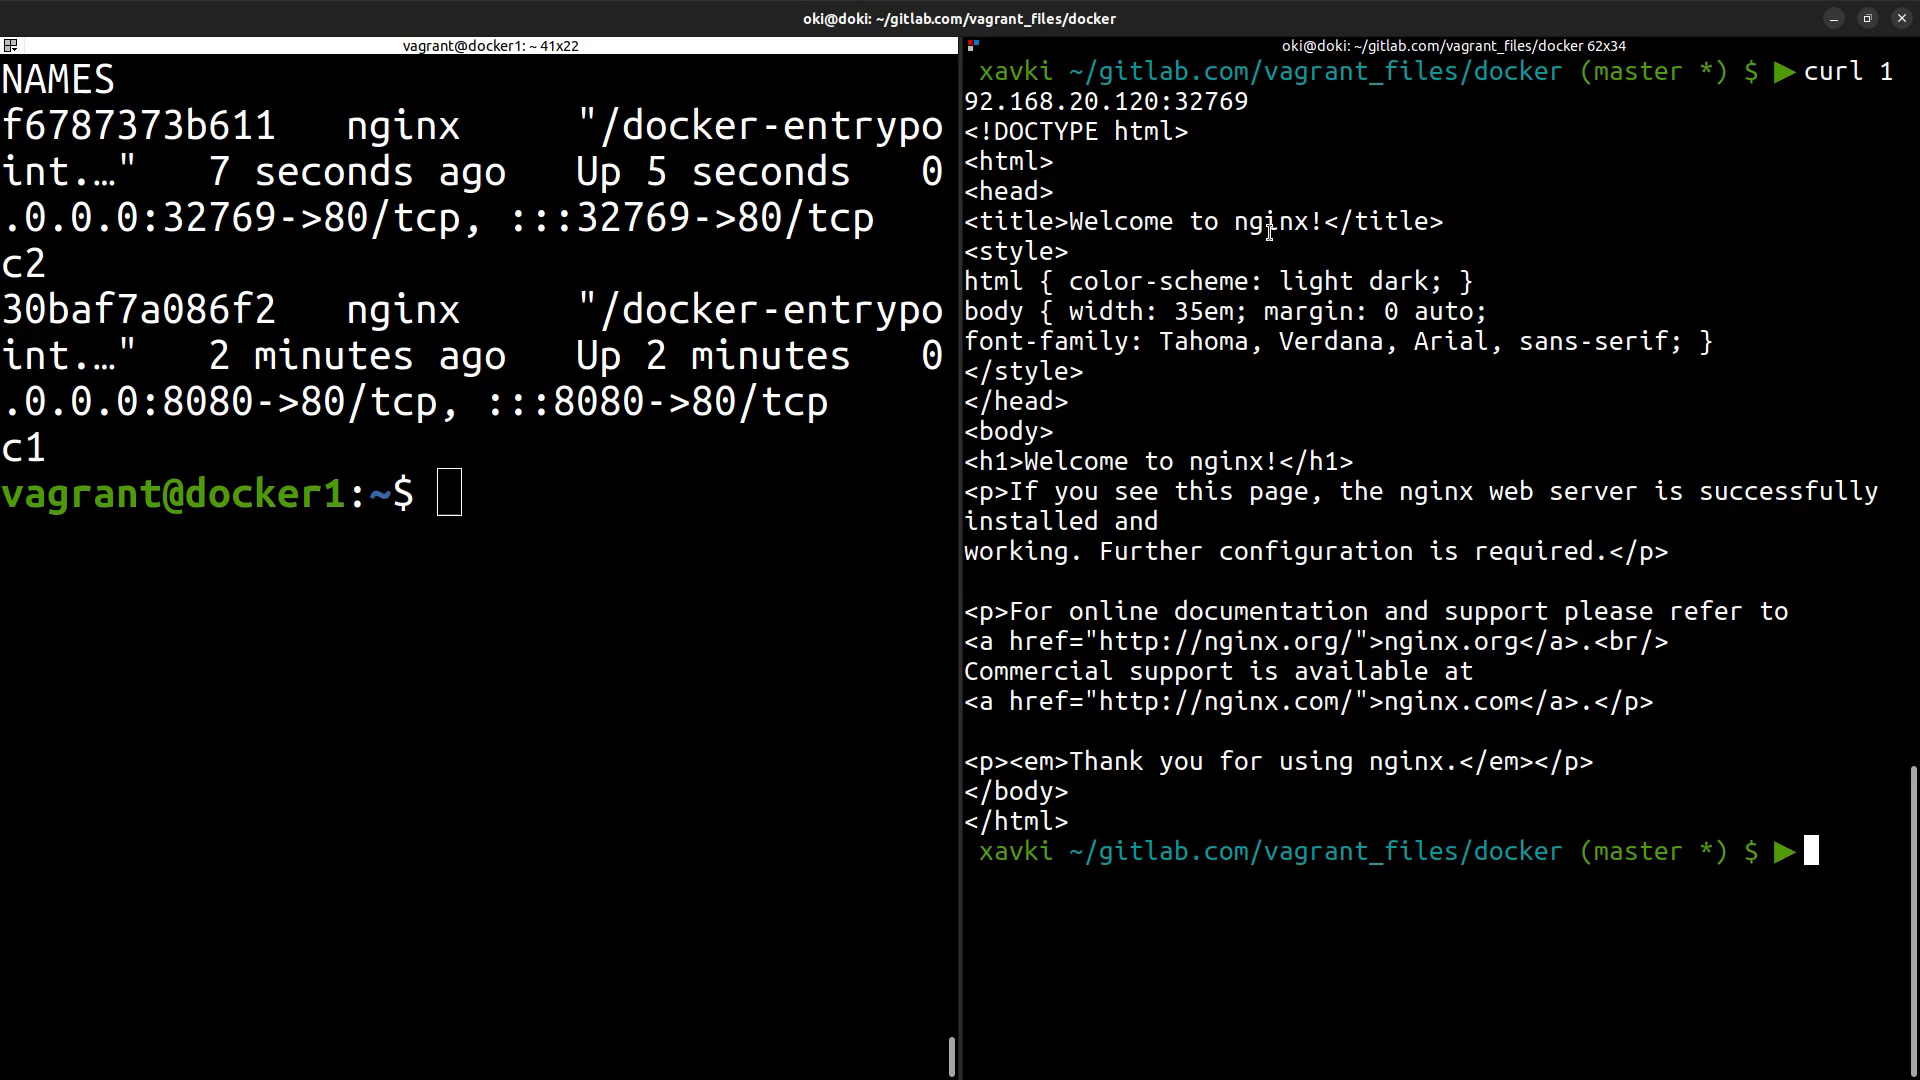 oki@doki: ~/gitlab.com/vagrant_files/docker
vagrant@docker1: ~ 41x22
NAMES
f6787373b611   nginx     "/docker-entrypo
int.…"   7 seconds ago   Up 5 seconds   0
.0.0.0:32769->80/tcp, :::32769->80/tcp
c2
30baf7a086f2   nginx     "/docker-entrypo
int.…"   2 minutes ago   Up 2 minutes   0
.0.0.0:8080->80/tcp, :::8080->80/tcp
c1
vagrant@docker1:~$
oki@doki: ~/gitlab.com/vagrant_files/docker 62x34
xavki ~/gitlab.com/vagrant_files/docker (master *) $ ▶ curl 1
92.168.20.120:32769
<!DOCTYPE html>
<html>
<head>
<title>Welcome to nginx!</title>
<style>
html { color-scheme: light dark; }
body { width: 35em; margin: 0 auto;
font-family: Tahoma, Verdana, Arial, sans-serif; }
</style>
</head>
<body>
<h1>Welcome to nginx!</h1>
<p>If you see this page, the nginx web server is successfully
installed and
working. Further configuration is required.</p>
<p>For online documentation and support please refer to
<a href="http://nginx.org/">nginx.org</a>.<br/>
Commercial support is available at
<a href="http://nginx.com/">nginx.com</a>.</p>
<p><em>Thank you for using nginx.</em></p>
</body>
</html>
xavki ~/gitlab.com/vagrant_files/docker (master *) $ ▶